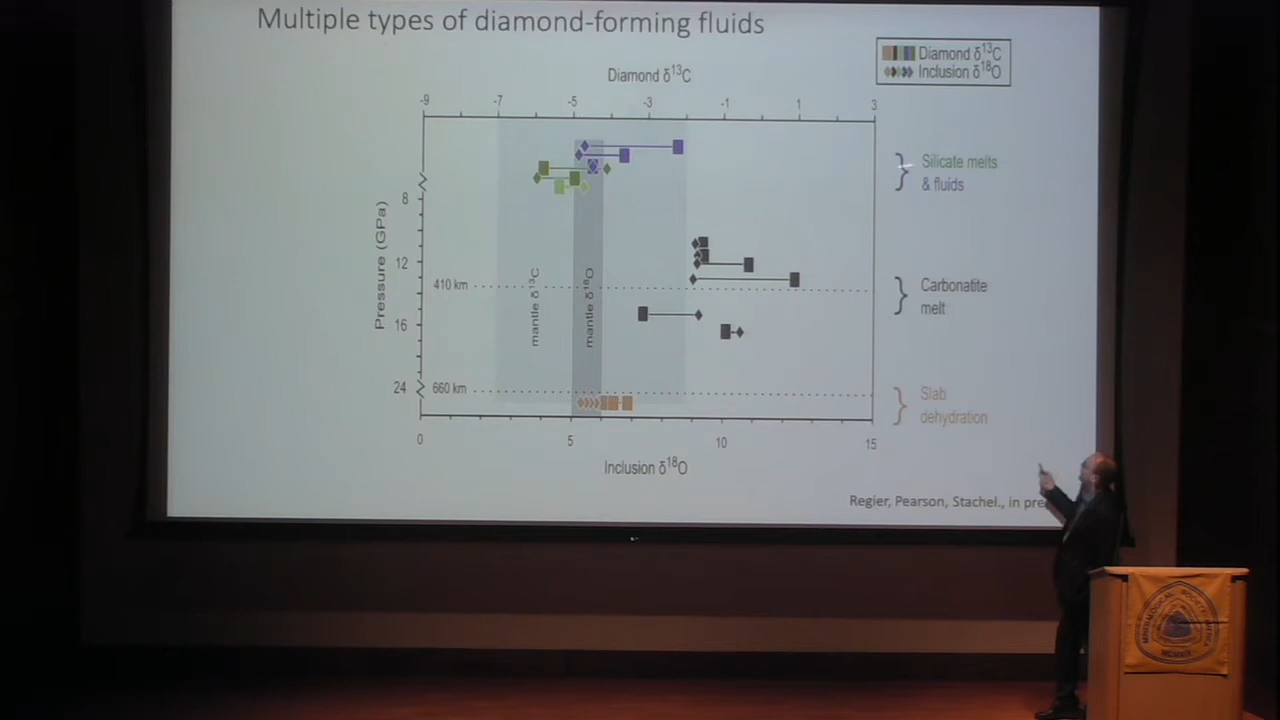 Multiple types of diamond-forming fluids
Diamond δ¹³C
Inclusion δ¹⁸O
Diamond δ¹³C
-9 -7 -5 -3 -1 1 3
Silicate melts
& fluids
8
Pressure (GPa)
12
mantle δ¹³C
mantle δ¹⁸O
410 km
Carbonatite
melt
16
24
660 km
Slab
dehydration
0 5 10 15
Inclusion δ¹⁸O
Regier, Pearson, Stachel., in
MINERALOGICAL SOCIETY